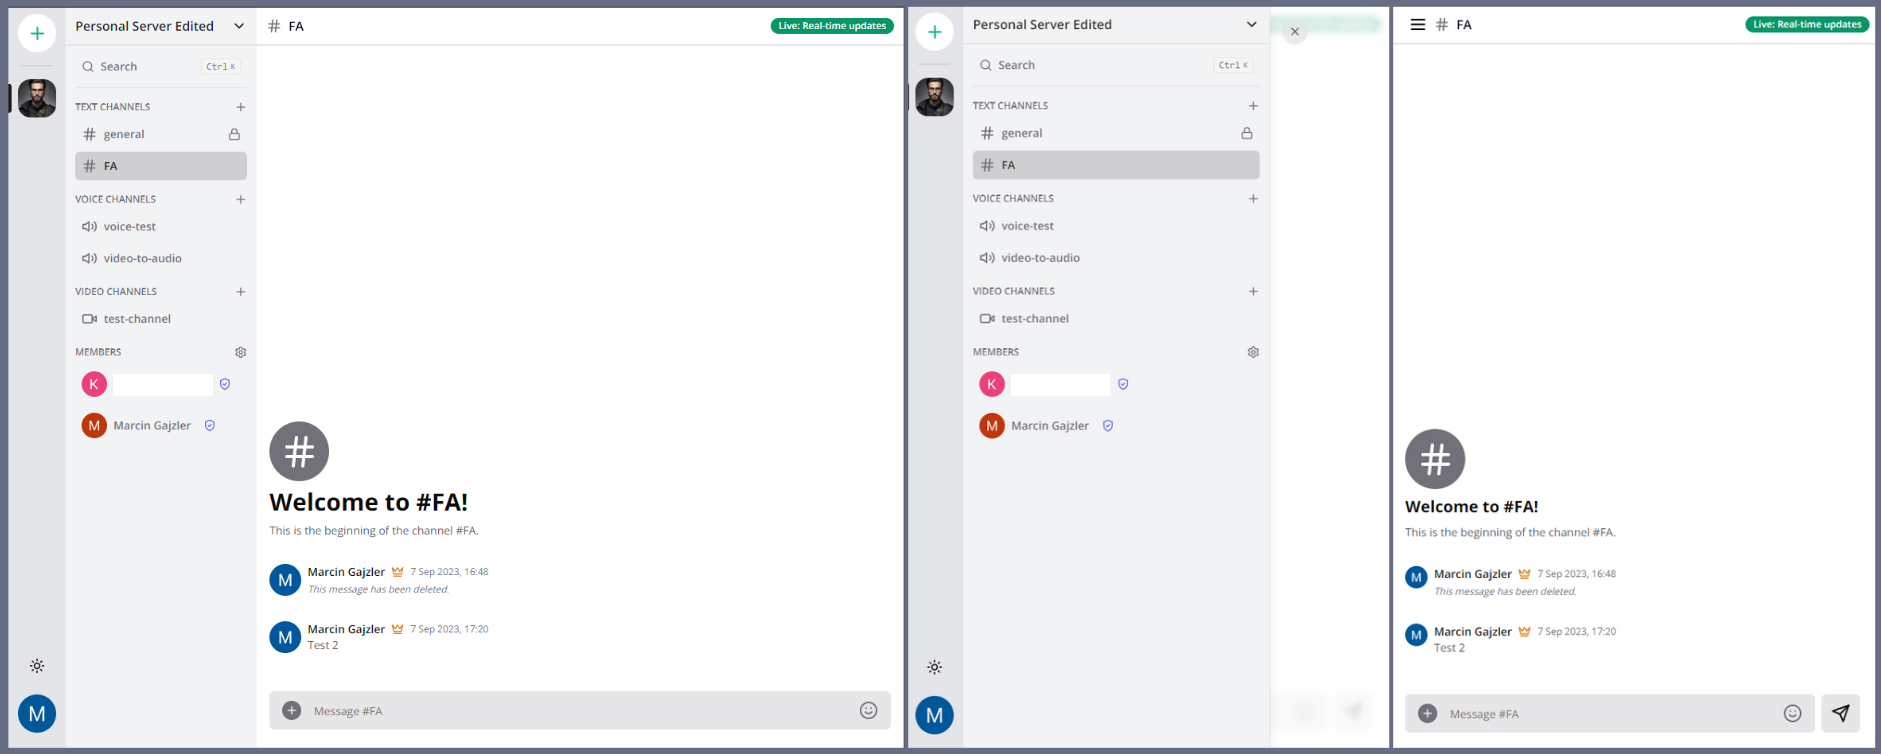 Personal Server Edited
Search
Ctrl K
TEXT CHANNELS
general
FA
VOICE CHANNELS
voice-test
video-to-audio
VIDEO CHANNELS
test-channel
MEMBERS
K
M Marcin Gajzler
M
# FA
Live: Real-time updates
#
Welcome to #FA!
This is the beginning of the channel #FA.
M Marcin Gajzler 7 Sep 2023, 16:48
This message has been deleted.
M Marcin Gajzler 7 Sep 2023, 17:20
Test 2
Message #FA
Personal Server Edited
Search
Ctrl K
TEXT CHANNELS
general
FA
VOICE CHANNELS
voice-test
video-to-audio
VIDEO CHANNELS
test-channel
MEMBERS
K
M Marcin Gajzler
M
# FA
Live: Real-time updates
#
Welcome to #FA!
This is the beginning of the channel #FA.
M Marcin Gajzler 7 Sep 2023, 16:48
This message has been deleted.
M Marcin Gajzler 7 Sep 2023, 17:20
Test 2
Message #FA